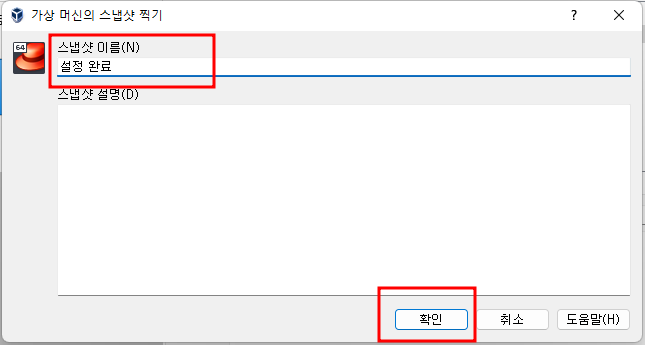 가상 머신의 스냅샷 찍기
?
64
스냅샷 이름(N)
설정 완료
스냅샷 설명(D)
확인
취소
도움말(H)